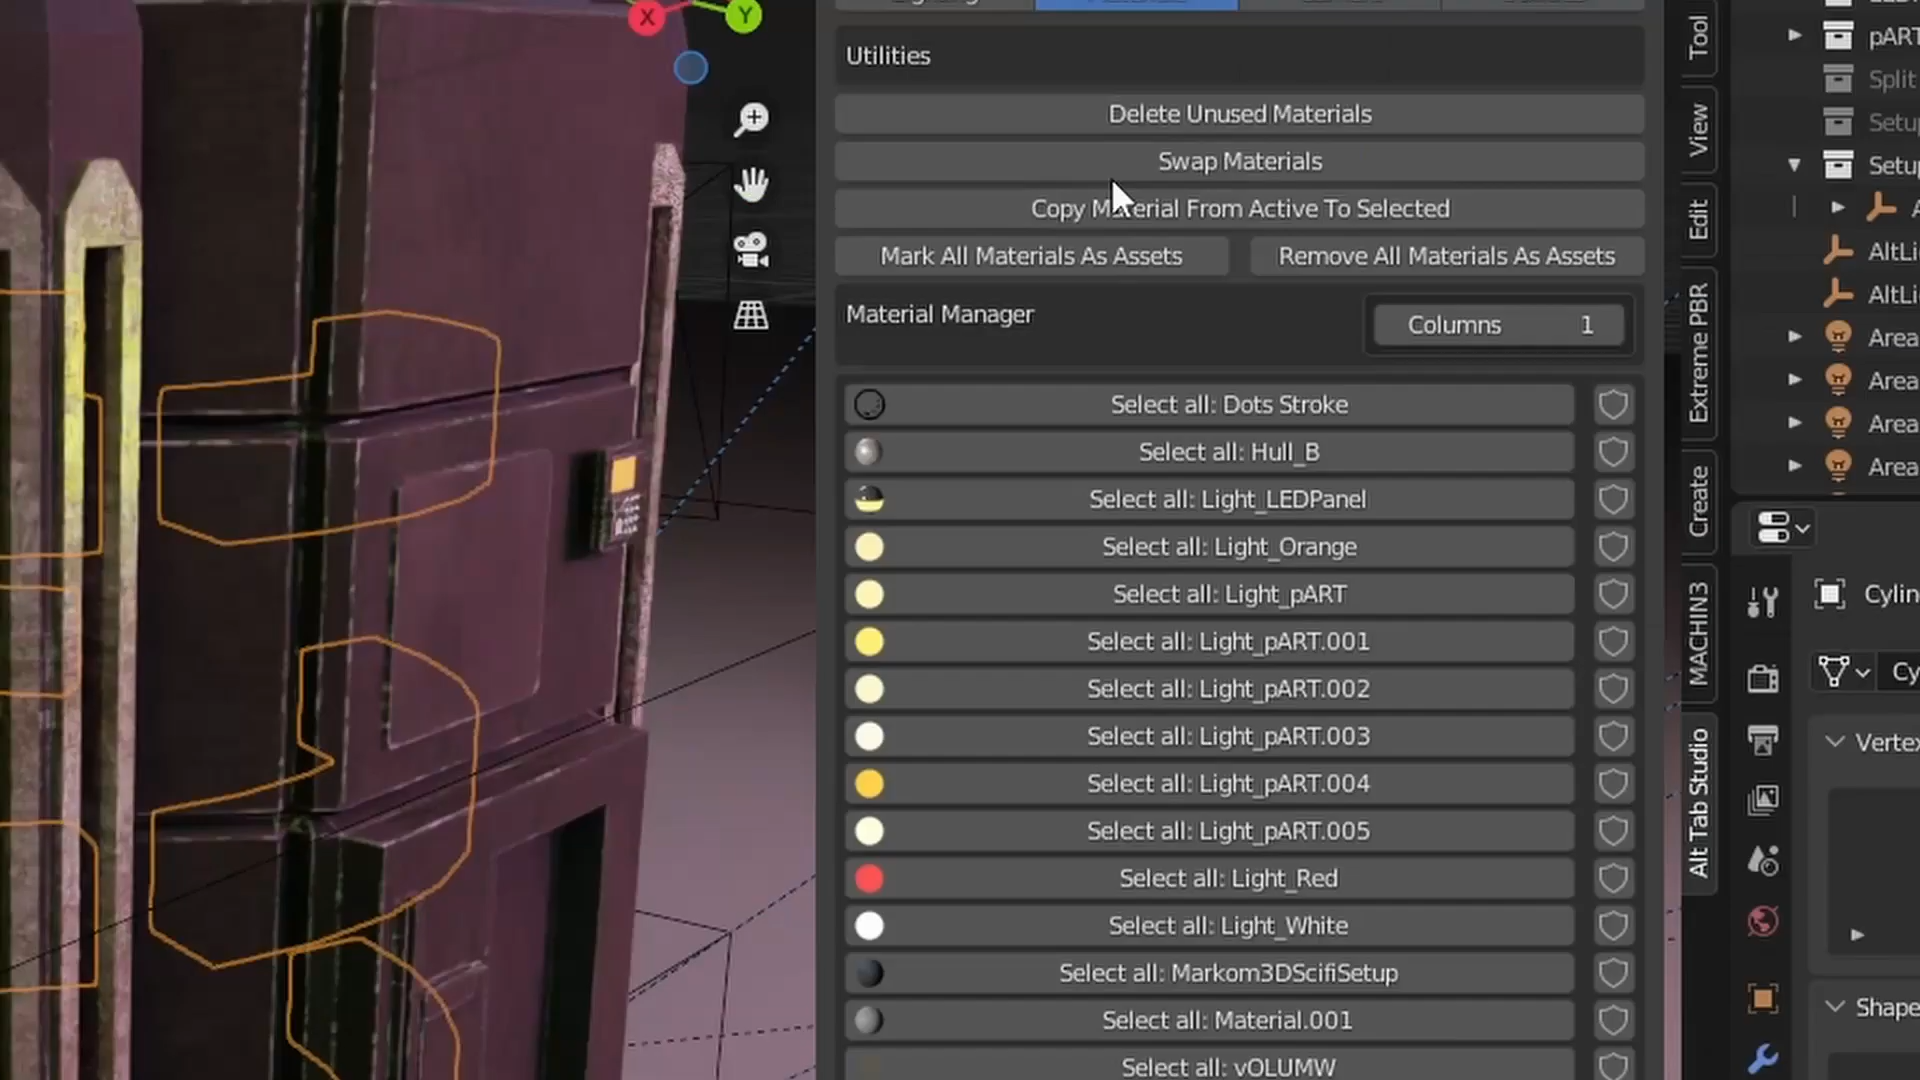 X
Y
Utilities
Delete Unused Materials
Swap Materials
Copy Material From Active To Selected
Mark All Materials As Assets
Remove All Materials As Assets
Material Manager
Columns 1
Select all: Dots Stroke
Select all: Hull_B
Select all: Light_LEDPanel
Select all: Light_Orange
Select all: Light_pART
Select all: Light_pART.001
Select all: Light_pART.002
Select all: Light_pART.003
Select all: Light_pART.004
Select all: Light_pART.005
Select all: Light_Red
Select all: Light_White
Select all: Markom3DScifiSetup
Select all: Material.001
Select all: vOLUMW
Tool
View
Edit
Extreme PBR
Create
MACHIN3
Alt Tab Studio
pART
Split
Setup
Setu
A
AltLi
AltLi
Area
Area
Area
Area
Cylin
Cy
Vertex
Shape